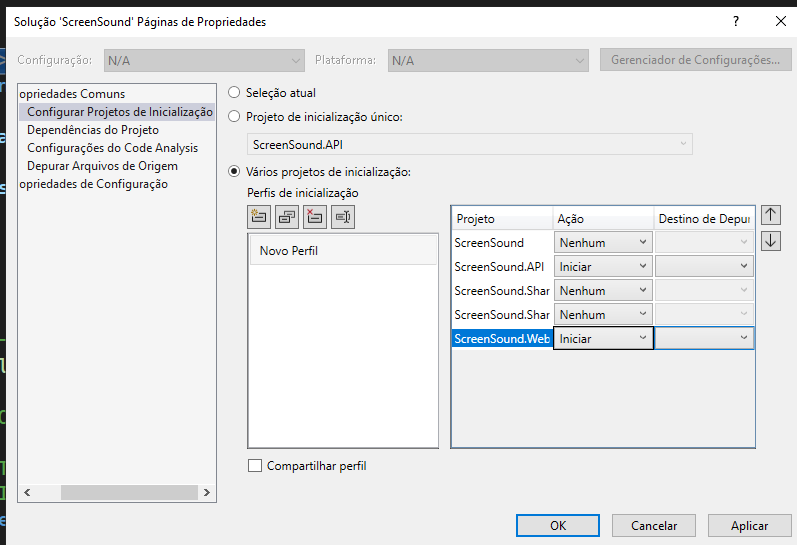 Solução 'ScreenSound' Páginas de Propriedades
Configuração: N/A Plataforma: N/A Gerenciador de Configurações...
opriedades Comuns
Configurar Projetos de Inicialização
Dependências do Projeto
Configurações do Code Analysis
Depurar Arquivos de Origem
opriedades de Configuração
Seleção atual
Projeto de inicialização único:
ScreenSound.API
Vários projetos de inicialização:
Perfis de inicialização
Novo Perfil
Projeto Ação Destino de Depur
ScreenSound Nenhum
ScreenSound.API Iniciar
ScreenSound.Shar Nenhum
ScreenSound.Shar Nenhum
ScreenSound.Web Iniciar
Compartilhar perfil
OK Cancelar Aplicar